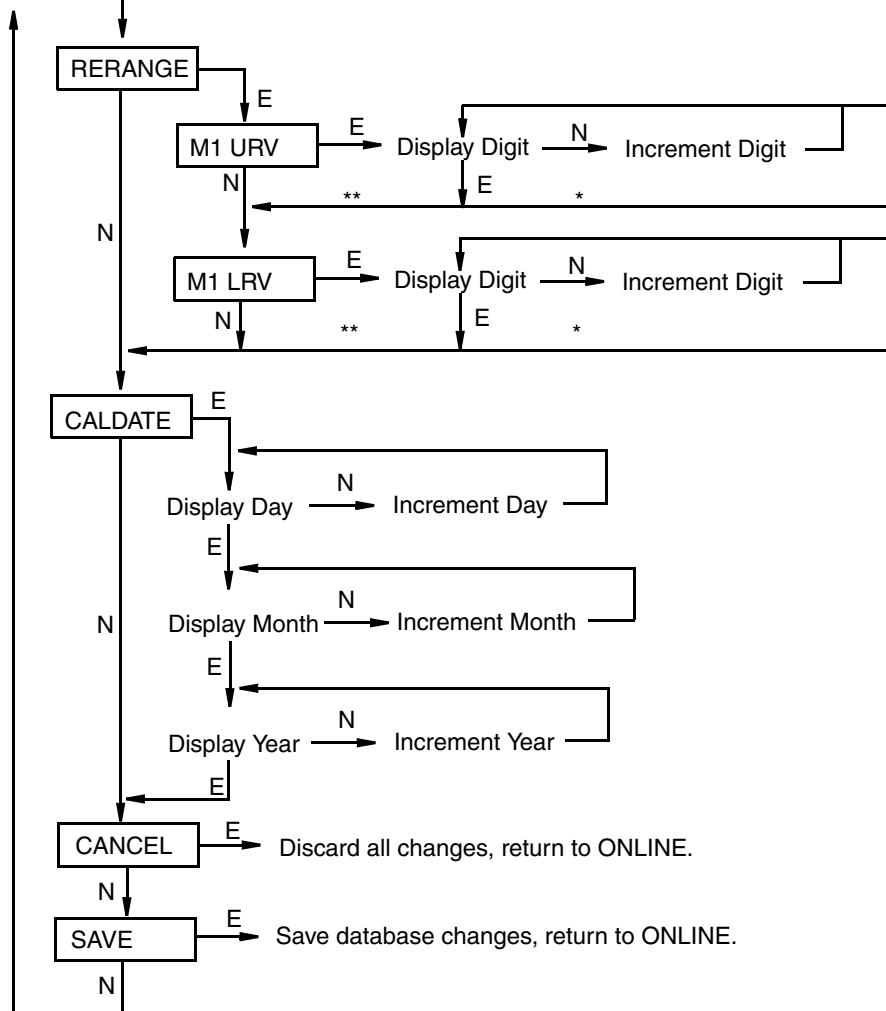 RERANGE
E
M1 URV
E
Display Digit
N
Increment Digit
N
E
**
*
N
M1 LRV
E
Display Digit
N
Increment Digit
N
E
**
*
CALDATE
E
Display Day
N
Increment Day
E
N
Display Month
N
Increment Month
E
Display Year
N
Increment Year
E
CANCEL
E
Discard all changes, return to ONLINE.
N
SAVE
E
Save database changes, return to ONLINE.
N